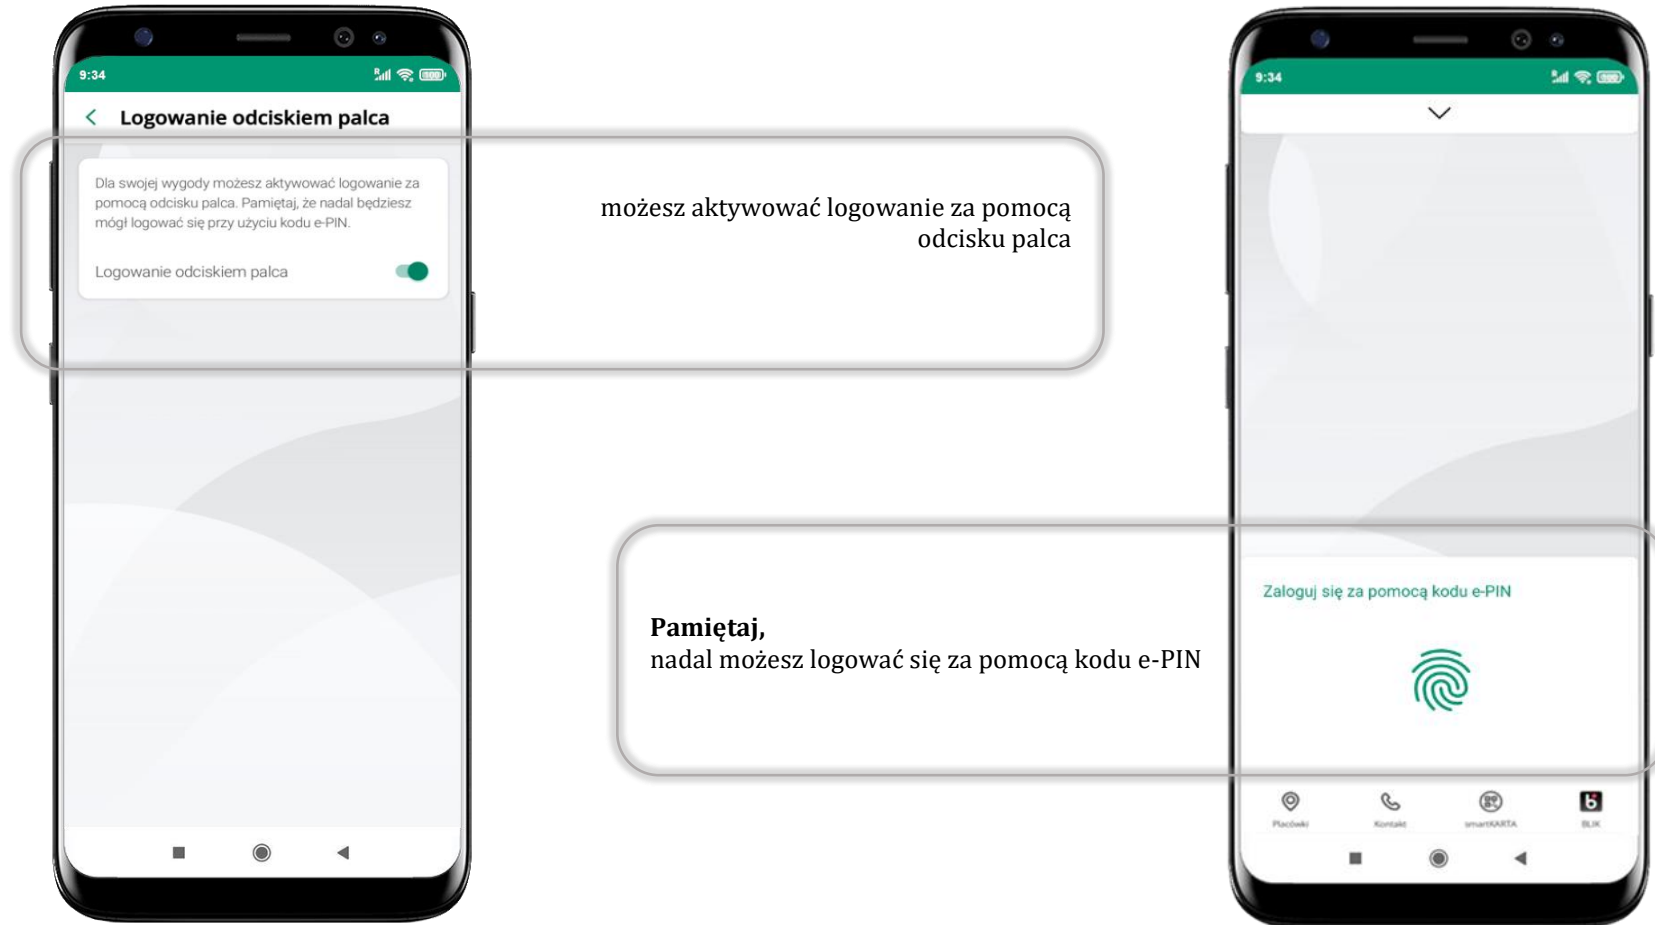 9:34
Logowanie odciskiem palca
Dla swojej wygody możesz aktywować logowanie za
pomocą odcisku palca. Pamiętaj, że nadal będziesz
mógł logować się przy użyciu kodu e-PIN.
Logowanie odciskiem palca
możesz aktywować logowanie za pomocą
odcisku palca
Pamiętaj,
nadal możesz logować się za pomocą kodu e-PIN
9:34
Zaloguj się za pomocą kodu e-PIN
Placówki Kontakt smartKARTA BLIK